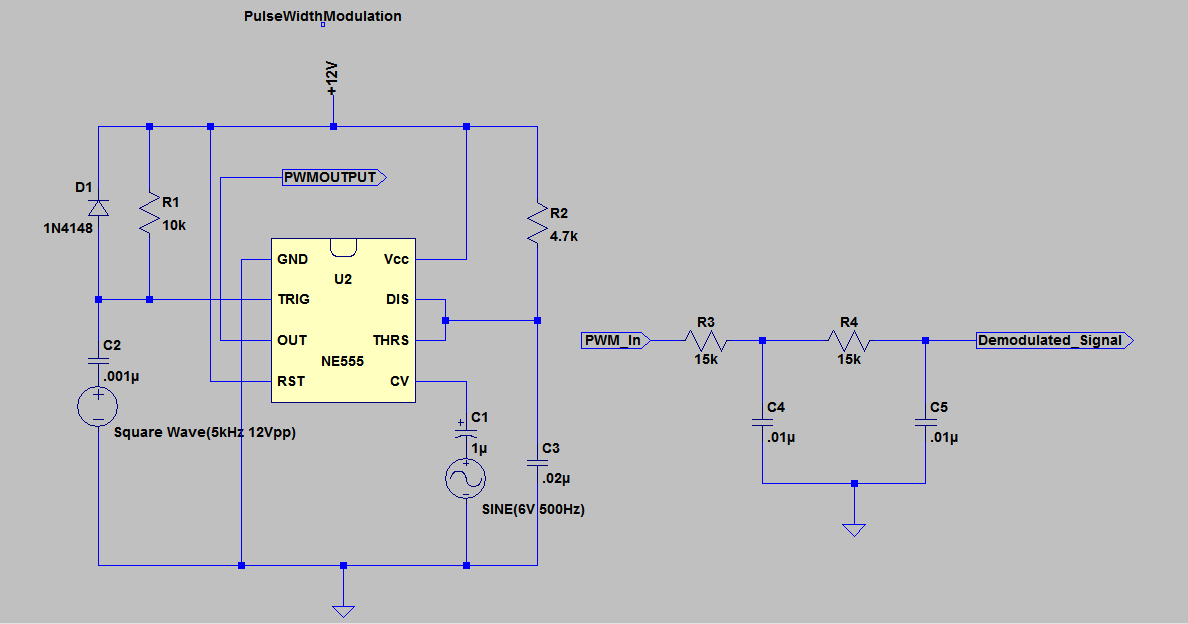 PulseWidthModulation
+12V
PWMOUTPUT
D1
1N4148
R1
10k
R2
4.7k
GND
Vcc
U2
TRIG
DIS
OUT
THRS
NE555
RST
CV
C2
.001µ
Square Wave(5kHz 12Vpp)
C1
1µ
C3
.02µ
SINE(6V 500Hz)
PWM_In
R3
15k
R4
15k
Demodulated_Signal
C4
.01µ
C5
.01µ